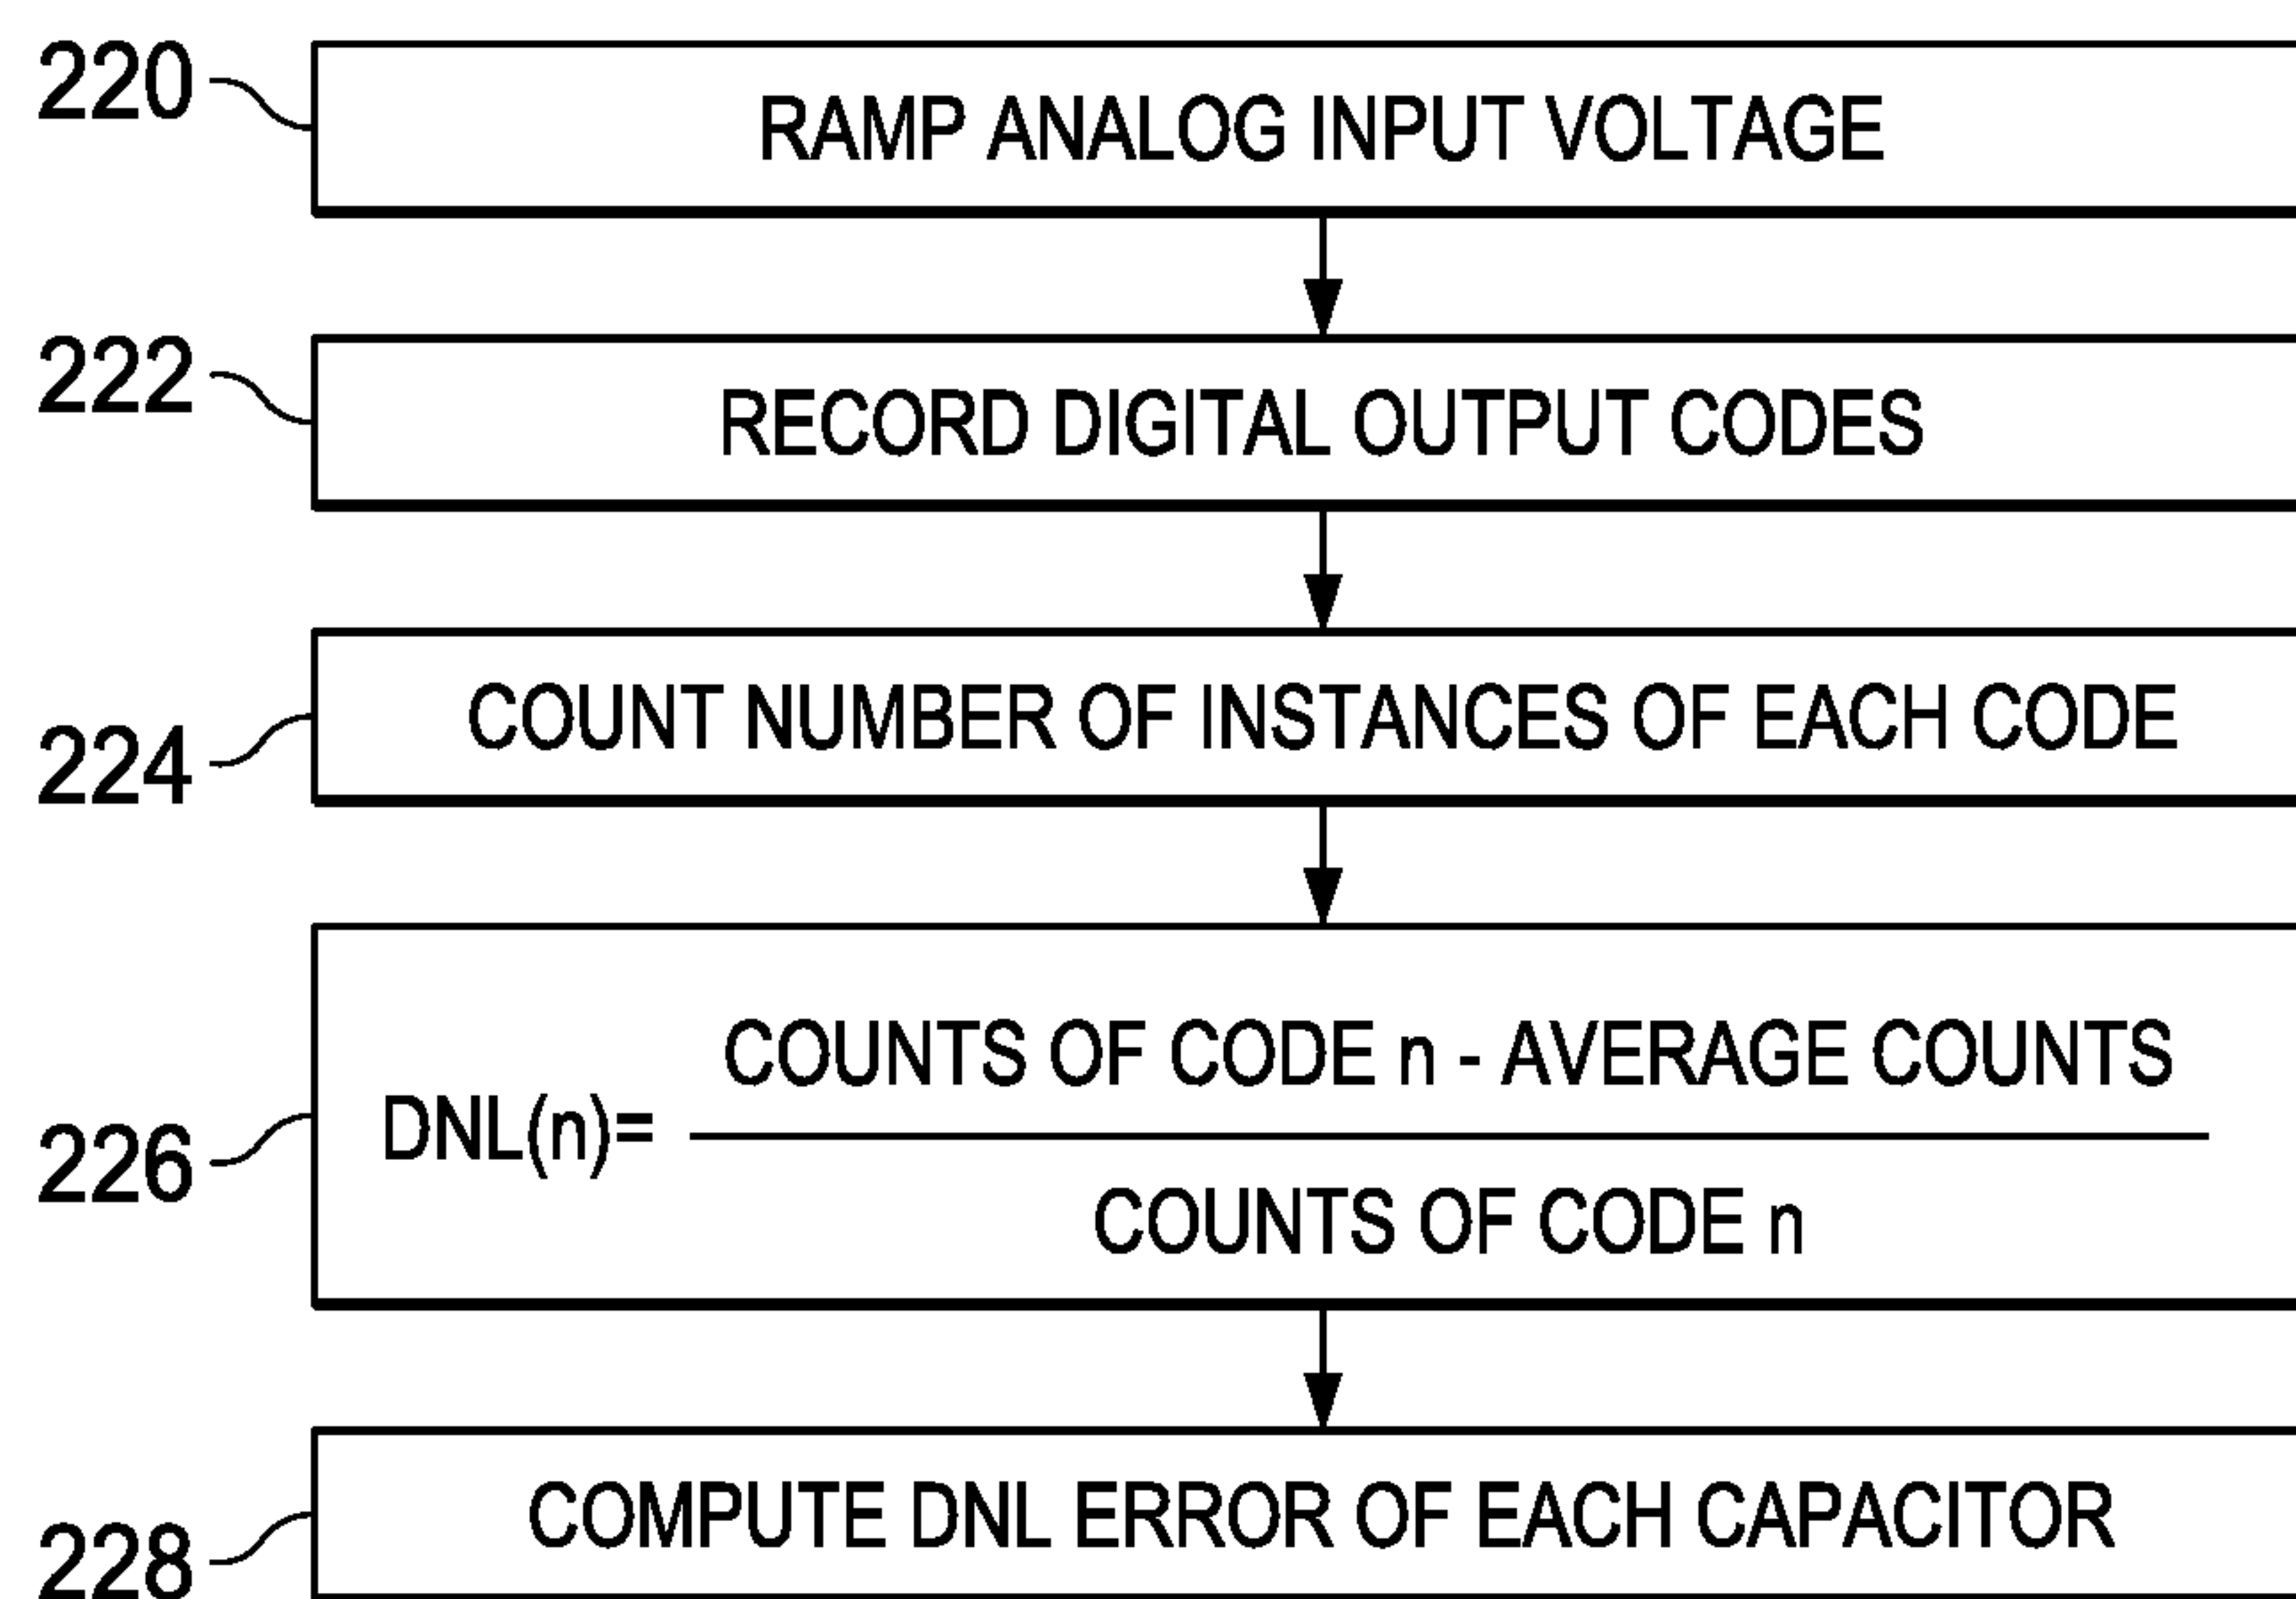 220
RAMP ANALOG INPUT VOLTAGE
222
RECORD DIGITAL OUTPUT CODES
224
COUNT NUMBER OF INSTANCES OF EACH CODE
226
DNL(n)=
COUNTS OF CODE n - AVERAGE COUNTS
COUNTS OF CODE n
228
COMPUTE DNL ERROR OF EACH CAPACITOR